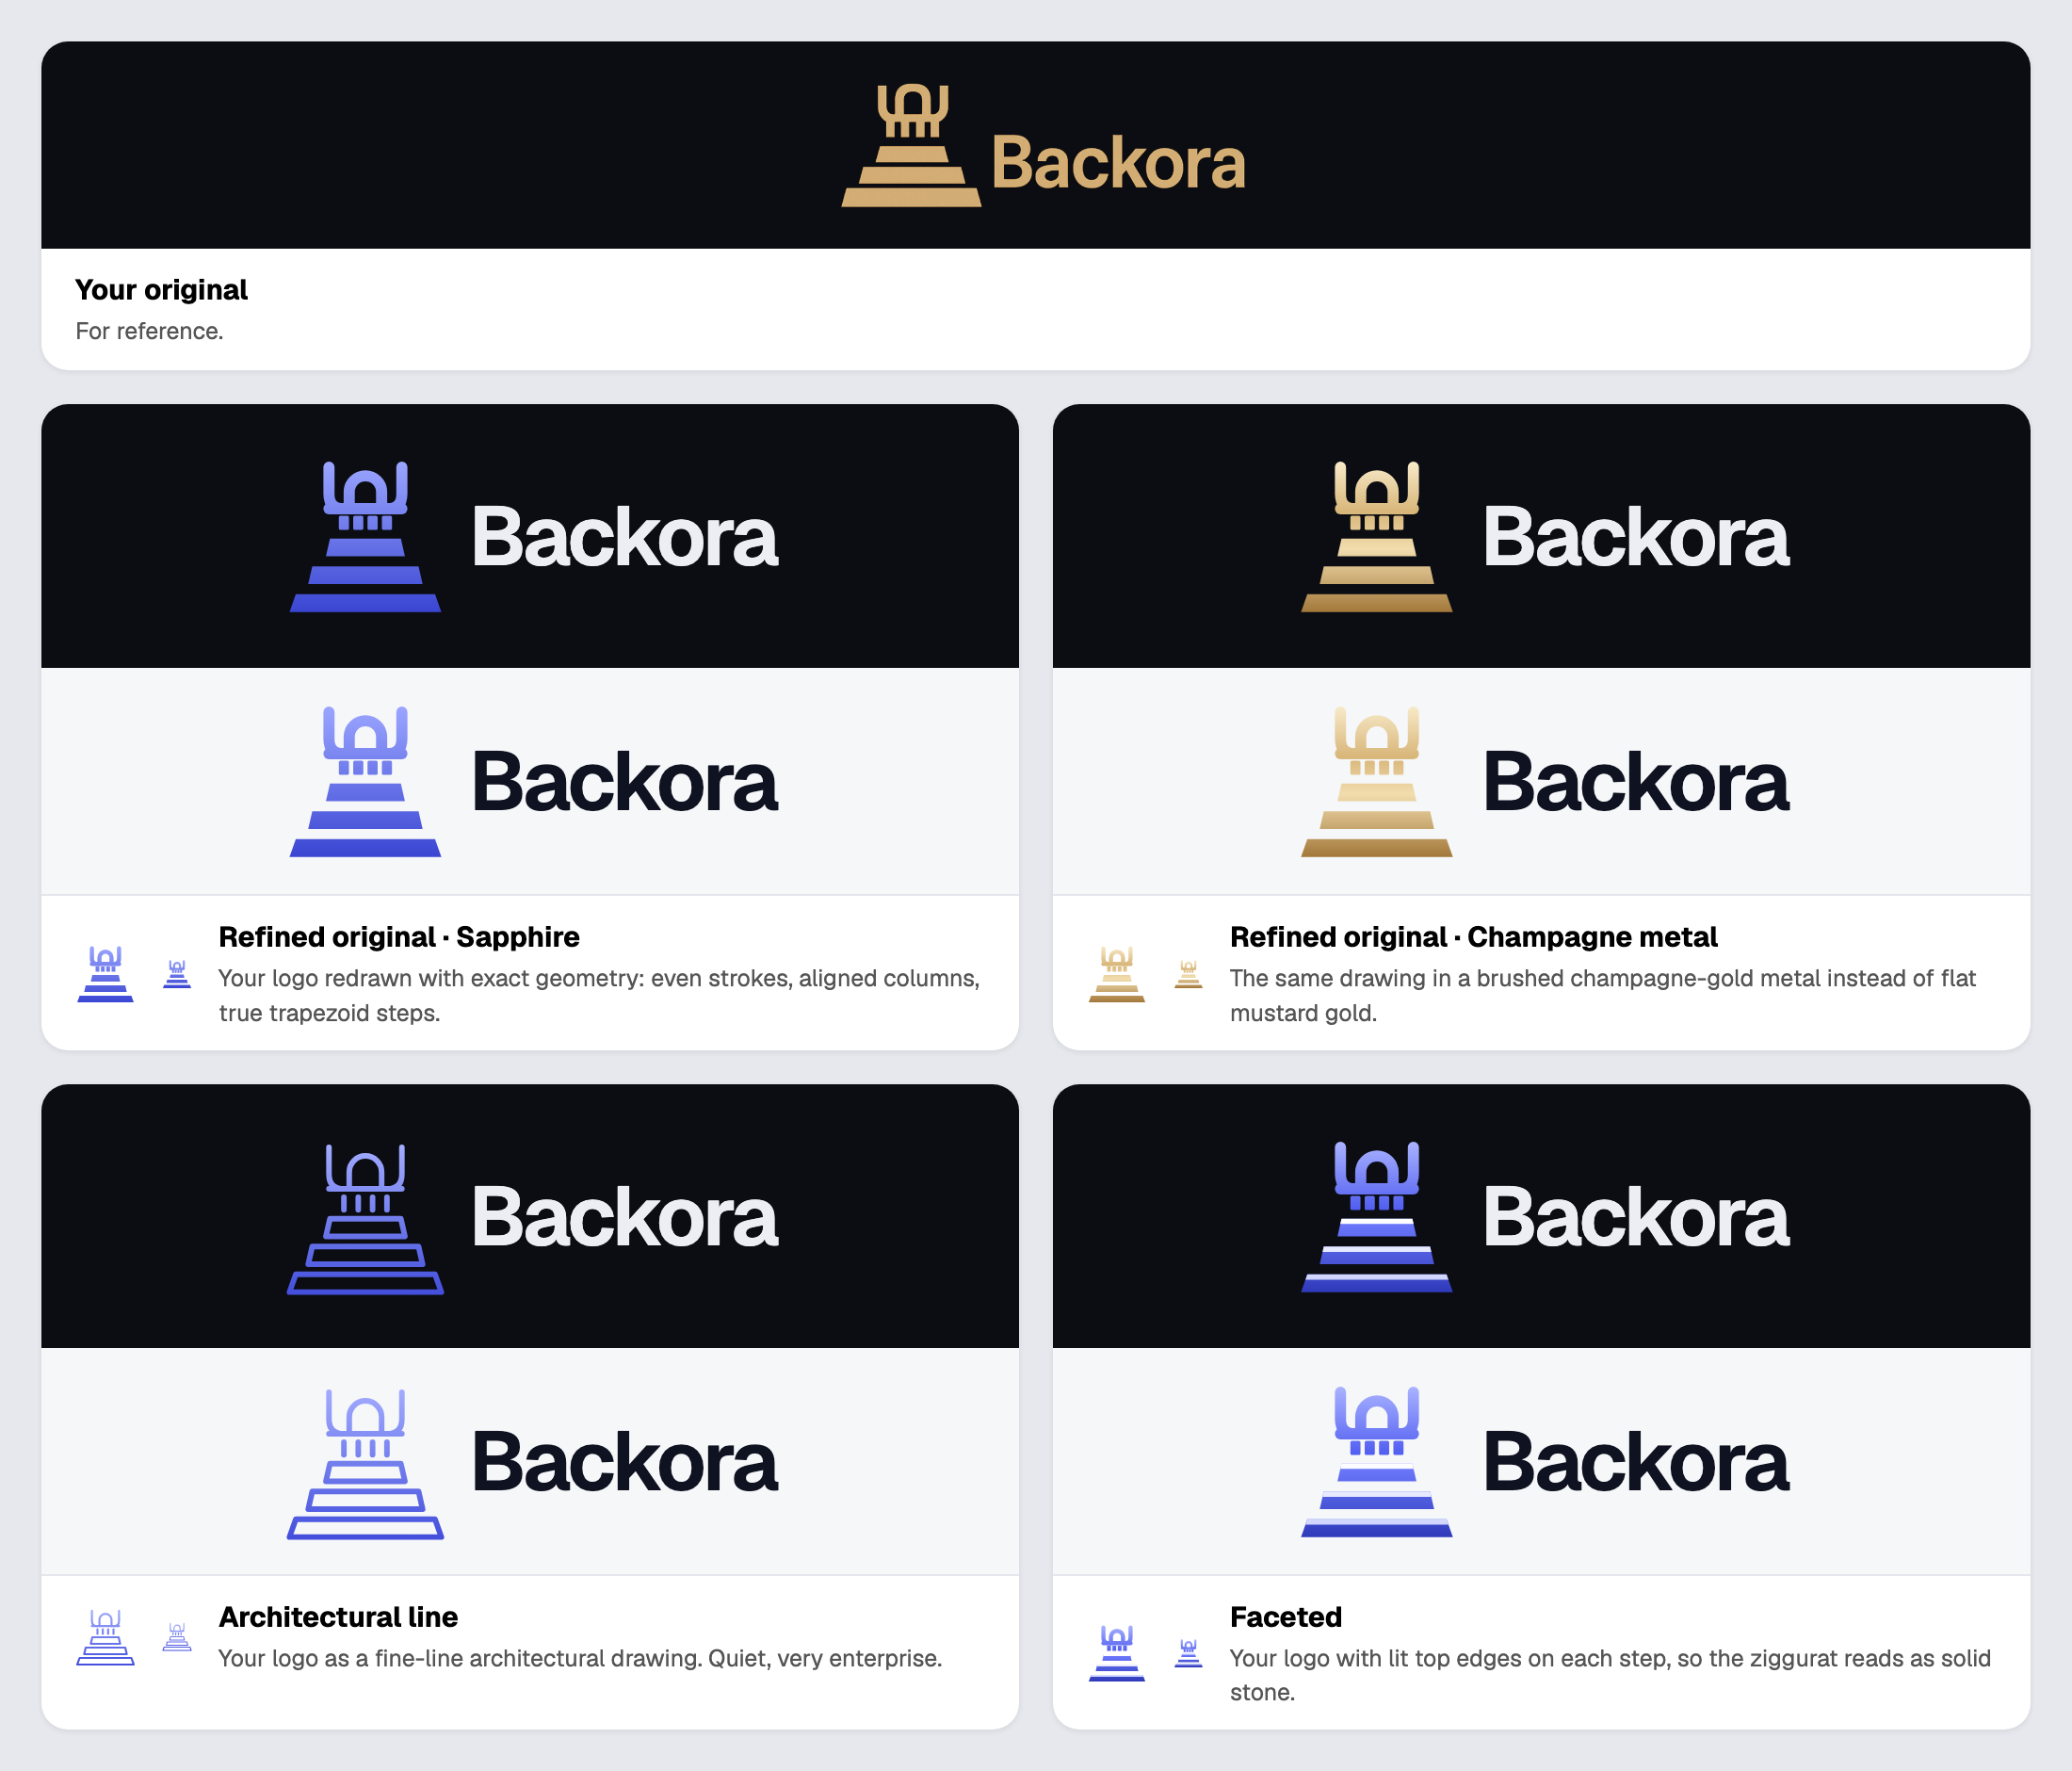 Backora
Your original
For reference.
Backora
Backora
Refined original · Sapphire
Your logo redrawn with exact geometry: even strokes, aligned columns,
true trapezoid steps.
Backora
Backora
Refined original · Champagne metal
The same drawing in a brushed champagne-gold metal instead of flat
mustard gold.
Backora
Backora
Architectural line
Your logo as a fine-line architectural drawing. Quiet, very enterprise.
Backora
Backora
Faceted
Your logo with lit top edges on each step, so the ziggurat reads as solid
stone.